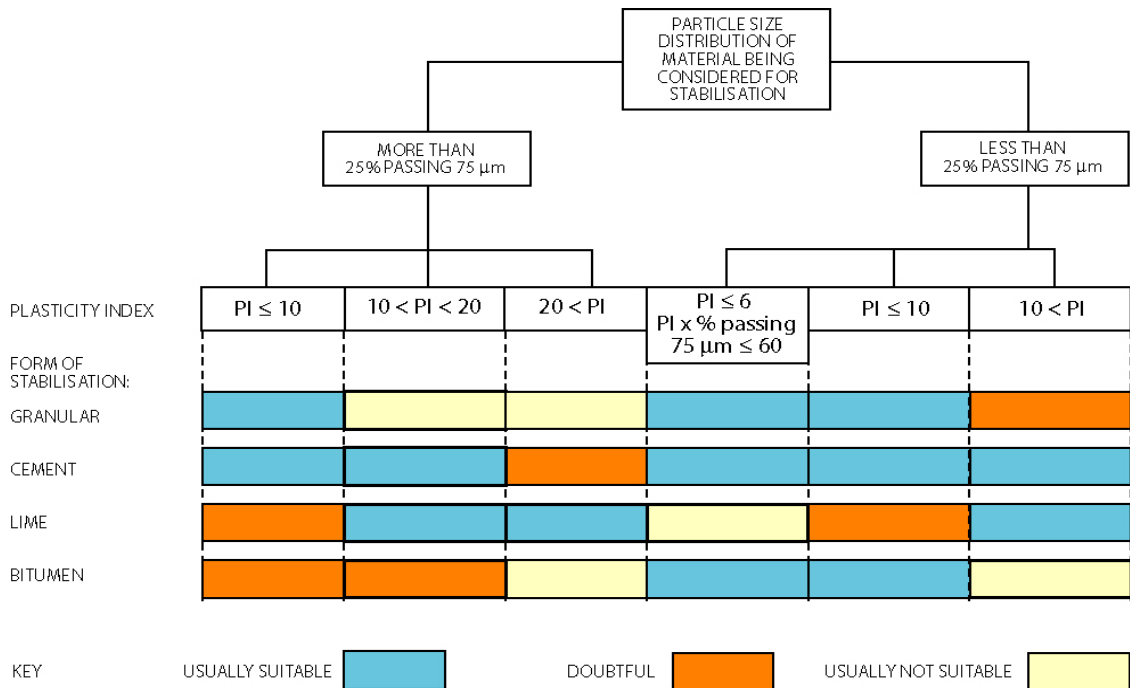 PARTICLE SIZE
DISTRIBUTION OF
MATERIAL BEING
CONSIDERED FOR
STABILISATION
MORE THAN
25% PASSING 75 µm
LESS THAN
25% PASSING 75 µm
PLASTICITY INDEX
PI ≤ 10
10 < PI < 20
20 < PI
PI ≤ 6
PI x % passing
75 µm ≤ 60
PI ≤ 10
10 < PI
FORM OF
STABILISATION:
GRANULAR
CEMENT
LIME
BITUMEN
KEY
USUALLY SUITABLE
DOUBTFUL
USUALLY NOT SUITABLE